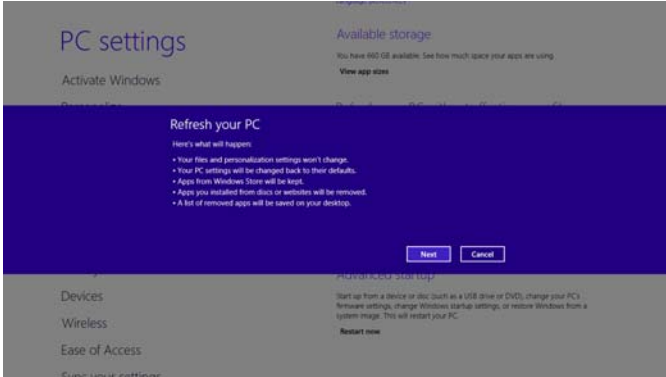 PC settings
Activate Windows
Available storage
You have 660 GB available. See how much space your apps are using.
View app sizes
Refresh your PC
Here's what will happen:
• Your files and personalization settings won't change.
• Your PC settings will be changed back to their defaults.
• Apps from Windows Store will be kept.
• Apps you installed from discs or websites will be removed.
• A list of removed apps will be saved on your desktop.
Next
Cancel
Devices
Wireless
Ease of Access
Sync your settings
Advanced startup
Start up from a device or disc (such as a USB drive or DVD), change your PC's
firmware settings, change Windows startup settings, or restore Windows from a
system image. This will restart your PC.
Restart now